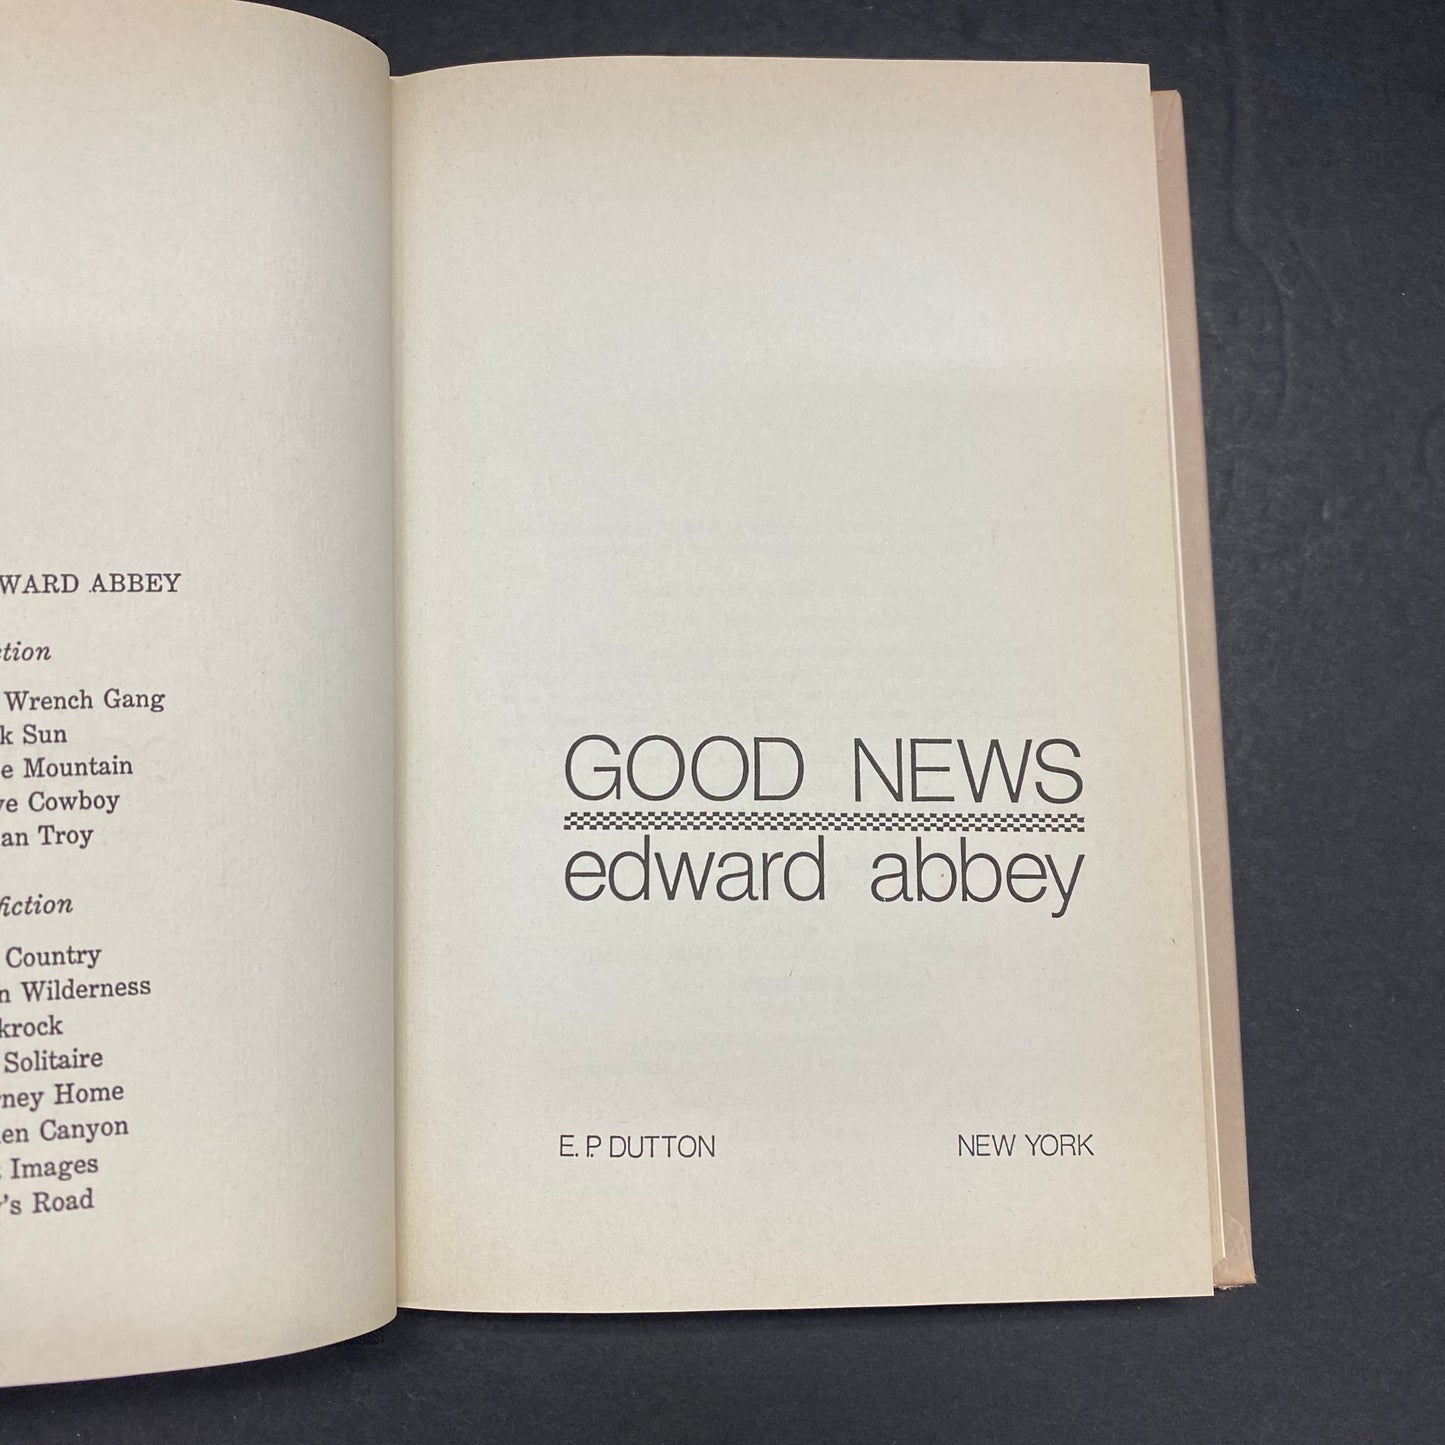 WARD ABBEY
ction
Wrench Gang
k Sun
e Mountain
ve Cowboy
an Troy
fiction
Country
n Wilderness
krock
Solitaire
rney Home
en Canyon
Images
's Road
GOOD NEWS
edward abbey
E. P. DUTTON NEW YORK